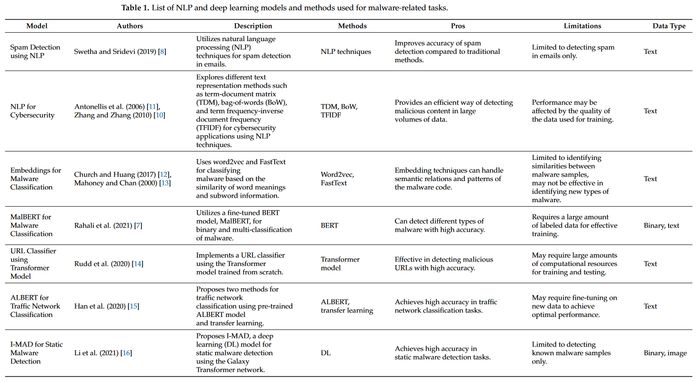 Table 1. List of NLP and deep learning models and methods used for malware-related tasks.
Model Authors Description Methods Pros Limitations Data Type
Spam Detection
using NLP
Swetha and Sridevi (2019) [8]
Utilizes natural language
processing (NLP)
techniques for spam detection
in emails.
NLP techniques
Improves accuracy of spam
detection compared to traditional
methods.
Limited to detecting spam
in emails only.
Text
NLP for
Cybersecurity
Antonellis et al. (2006) [11],
Zhang and Zhang (2010) [10]
Explores different text
representation methods such
as term-document matrix
(TDM), bag-of-words (BoW),
and term frequency-inverse
document frequency
(TFIDF) for cybersecurity
applications using NLP
techniques.
TDM, BoW,
TFIDF
Provides an efficient way of detecting
malicious content in large
volumes of data.
Performance may
be affected by the quality of
the data used for training.
Text
Embeddings for
Malware
Classification
Church and Huang (2017) [12],
Mahoney and Chan (2000) [13]
Uses word2vec and FastText
for classifying
malware based on the
similarity of word meanings
and subword information.
Word2vec,
FastText
Embedding techniques can handle
semantic relations and patterns of
the malware code.
Limited to identifying
similarities between
malware samples,
may not be effective in
identifying new types of
malware.
Text
MalBERT for
Malware
Classification
Rahali et al. (2021) [7]
Utilizes a fine-tuned BERT
model, MalBERT, for
binary and multi-classification
of malware.
BERT
Can detect different types of
malware with high accuracy.
Requires a large amount
of labeled data for effective
training.
Binary, text
URL Classifier
using
Transformer
Model
Rudd et al. (2020) [14]
Implements a URL classifier
using the Transformer
model trained from scratch.
Transformer
model
Effective in detecting malicious
URLs with high accuracy.
May require large amounts
of computational resources
for training and testing.
Text
ALBERT for
Traffic Network
Classification
Han et al. (2020) [15]
Proposes two methods for
traffic network
classification using pre-trained
ALBERT model
and transfer learning.
ALBERT,
transfer learning
Achieves high accuracy in traffic
network classification tasks.
May require fine-tuning on
new data to achieve
optimal performance.
Text
I-MAD for Static
Malware
Detection
Li et al. (2021) [16]
Proposes I-MAD, a deep
learning (DL) model for
static malware detection
using the Galaxy
Transformer network.
DL
Achieves high accuracy in
static malware detection tasks.
Limited to detecting
known malware samples
only.
Binary, image